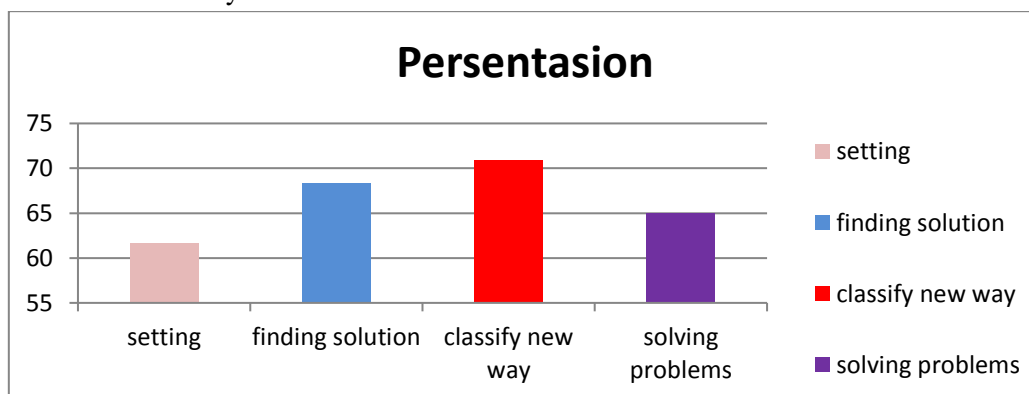 Persentasion
75
70
65
60
55
setting
finding solution
classify new
way
solving
problems
setting
finding solution
classify new way
solving problems